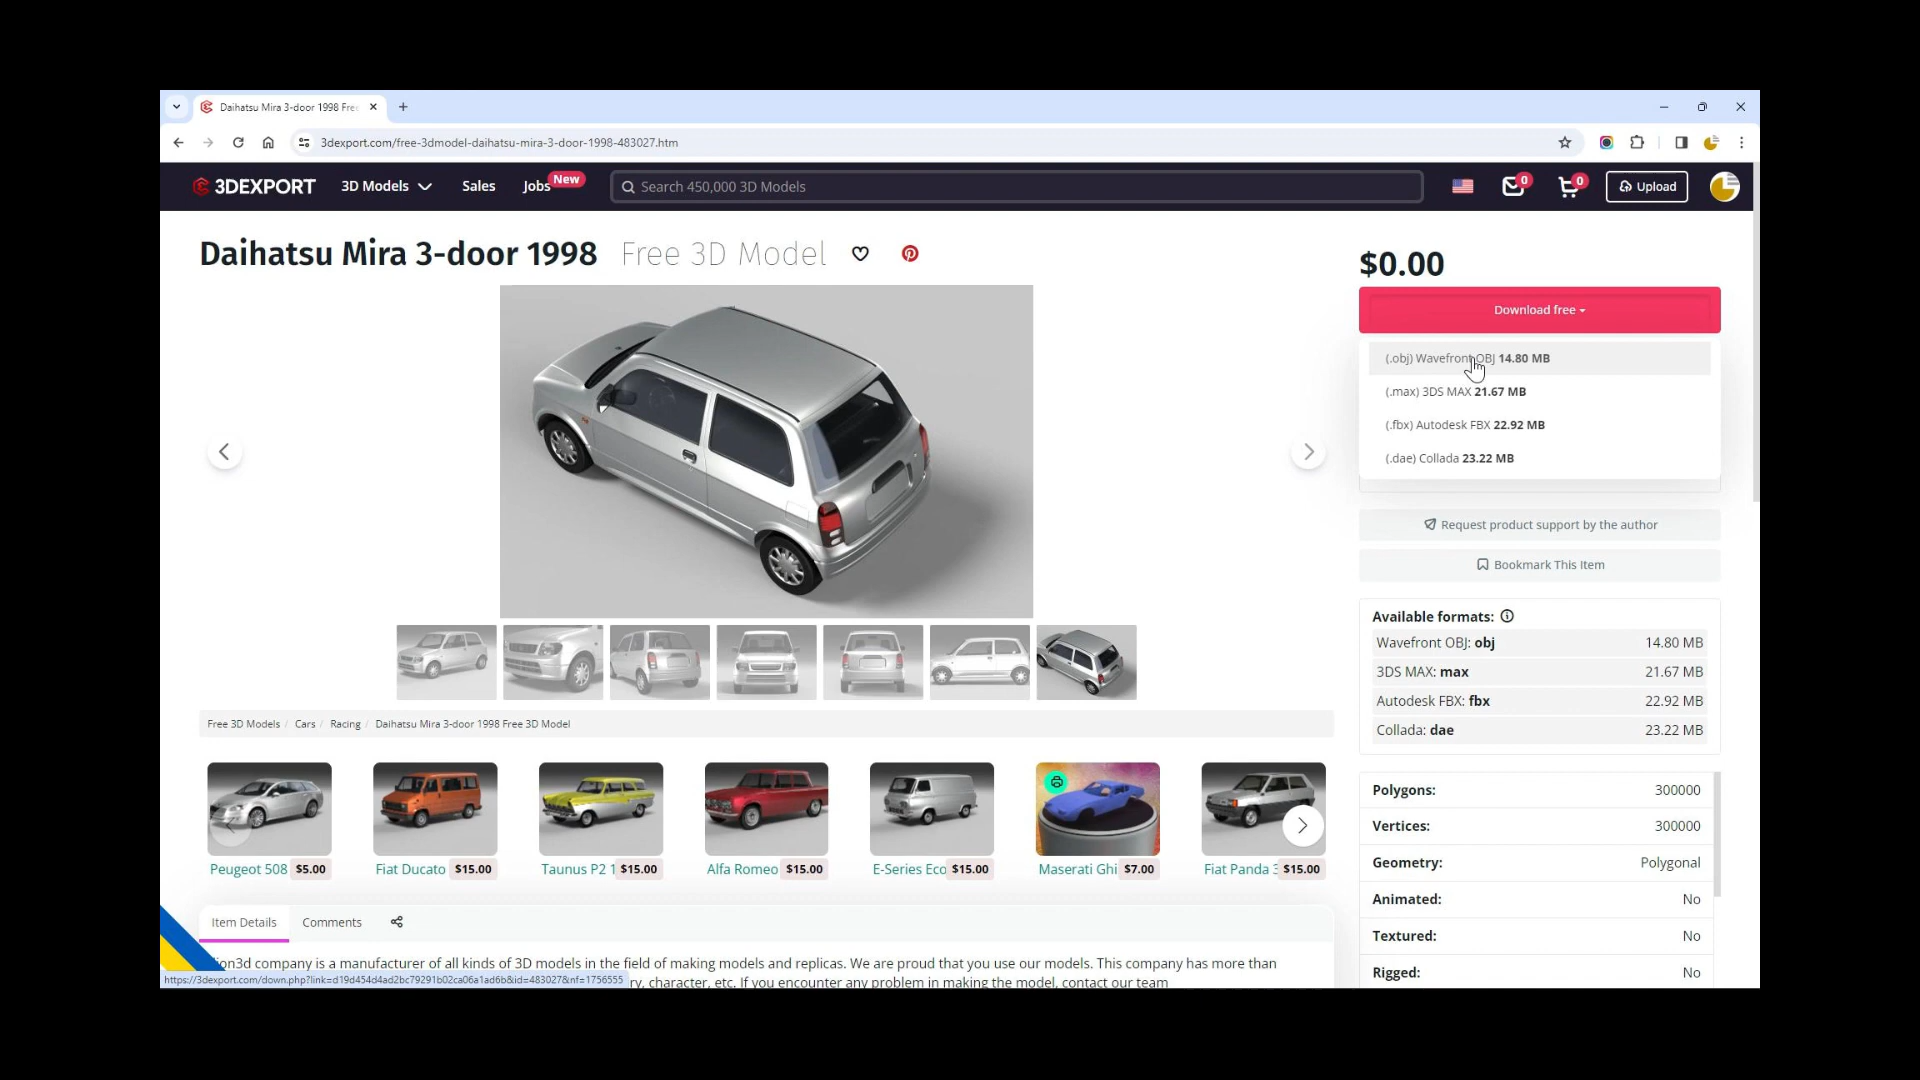 Daihatsu Mira 3-door 1998 Fre
3dexport.com/free-3dmodel-daihatsu-mira-3-door-1998-483027.htm
3DEXPORT
3D Models
Sales
Jobs
New
Search 450,000 3D Models
0
0
Upload
Daihatsu Mira 3-door 1998 Free 3D Model
$0.00
Download free
(.obj) Wavefront OBJ 14.80 MB
(.max) 3DS MAX 21.67 MB
(.fbx) Autodesk FBX 22.92 MB
(.dae) Collada 23.22 MB
Request product support by the author
Bookmark This Item
Available formats:
Wavefront OBJ: obj 14.80 MB
3DS MAX: max 21.67 MB
Autodesk FBX: fbx 22.92 MB
Collada: dae 23.22 MB
Polygons: 300000
Vertices: 300000
Geometry: Polygonal
Animated: No
Textured: No
Rigged: No
Free 3D Models / Cars / Racing / Daihatsu Mira 3-door 1998 Free 3D Model
Peugeot 508 $5.00
Fiat Ducato $15.00
Taunus P2 1 $15.00
Alfa Romeo $15.00
E-Series Eco $15.00
Maserati Ghi $7.00
Fiat Panda 3 $15.00
Item Details
Comments
ion3d company is a manufacturer of all kinds of 3D models in the field of making models and replicas. We are proud that you use our models. This company has more than
ry, character, etc. If you encounter any problem in making the model, contact our team
https://3dexport.com/down.php?link=d19d454d4ad2bc79291b02ca06a1ad6b&id=483027&nf=1756555